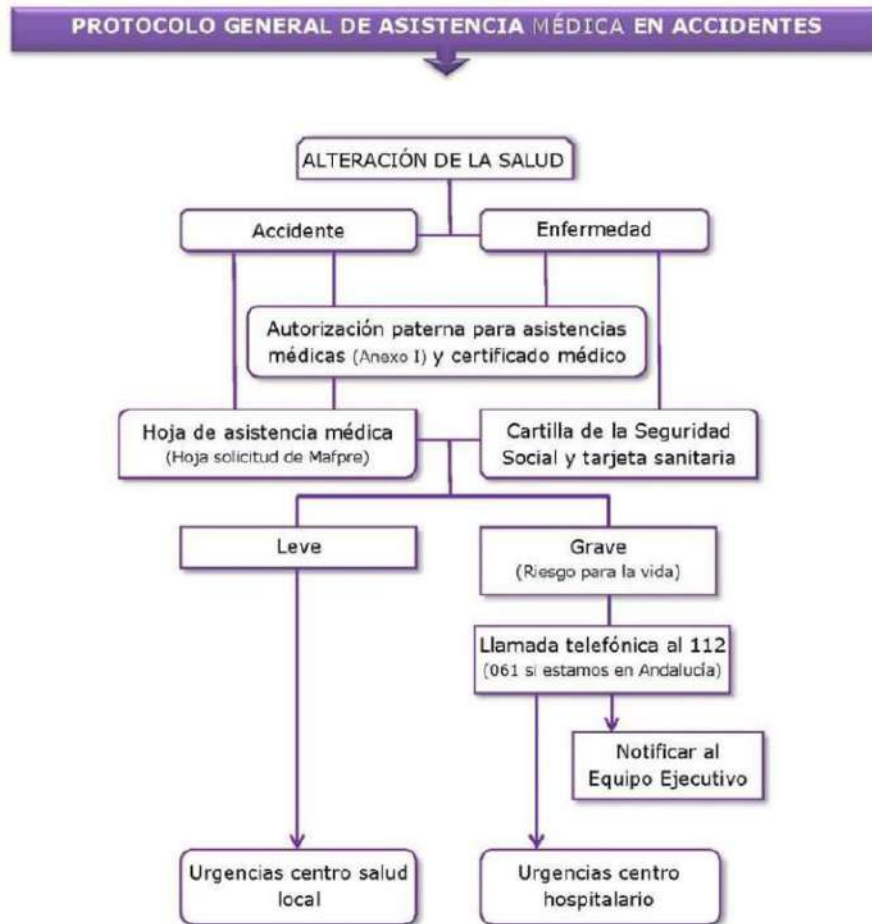 PROTOCOLO GENERAL DE ASISTENCIA MÉDICA EN ACCIDENTES
ALTERACIÓN DE LA SALUD
Accidente
Enfermedad
Autorización paterna para asistencias
médicas (Anexo I) y certificado médico
Hoja de asistencia médica
(Hoja solicitud de Mafpre)
Cartilla de la Seguridad
Social y tarjeta sanitaria
Leve
Grave
(Riesgo para la vida)
Llamada telefónica al 112
(061 si estamos en Andalucía)
Notificar al
Equipo Ejecutivo
Urgencias centro salud
local
Urgencias centro
hospitalario